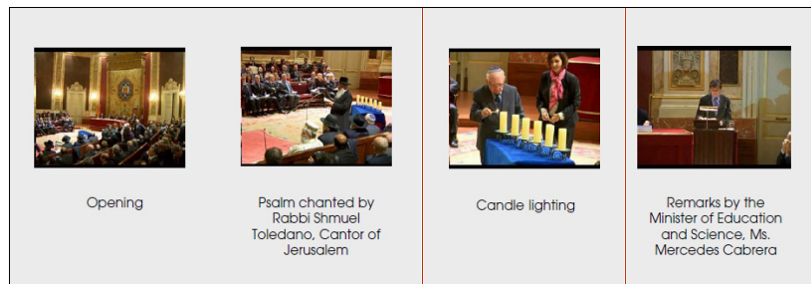 Opening
Psalm chanted by
Rabbi Shmuel
Toledano, Cantor of
Jerusalem
Candle lighting
Remarks by the
Minister of Education
and Science, Ms.
Mercedes Cabrera